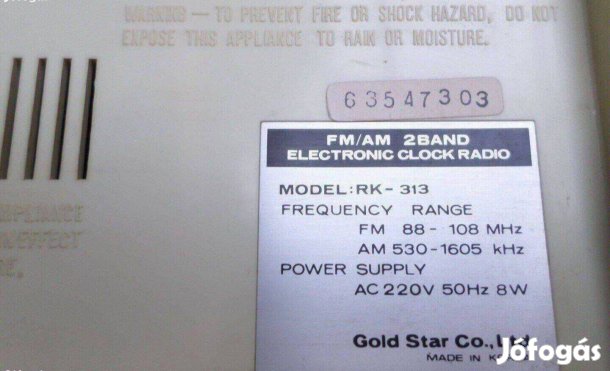 WARNING — TO PREVENT FIRE OR SHOCK HAZARD, DO NOT
EXPOSE THIS APPLIANCE TO RAIN OR MOISTURE.
63547303
FM/AM 2BAND
ELECTRONIC CLOCK RADIO
MODEL:RK-313
FREQUENCY RANGE
FM 88 - 108 MHz
AM 530-1605 kHz
POWER SUPPLY
AC 220V 50Hz 8W
Gold Star Co.,
MADE IN
Jófogás